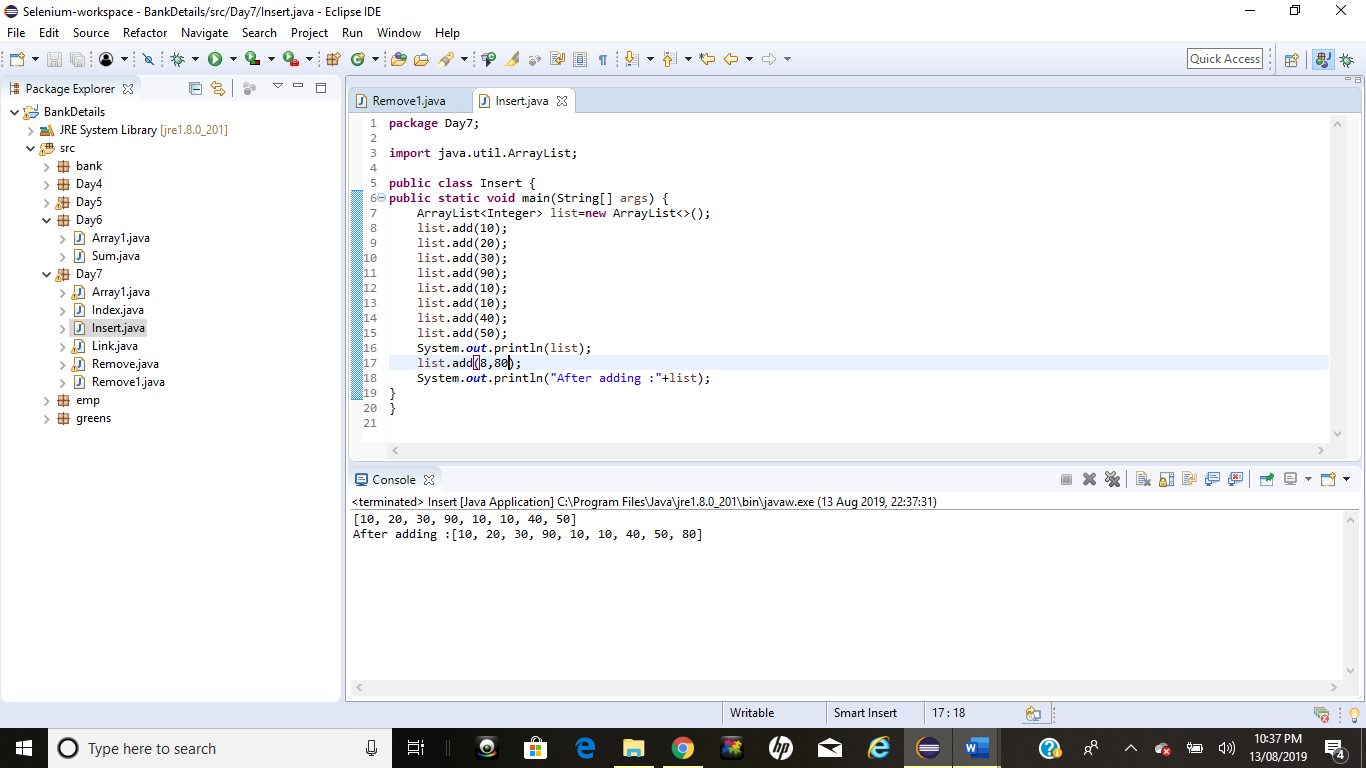 Selenium-workspace - BankDetails/src/Day7/Insert.java - Eclipse IDE
File Edit Source Refactor Navigate Search Project Run Window Help
Quick Access
Package Explorer
BankDetails
JRE System Library [jre1.8.0_201]
src
bank
Day4
Day5
Day6
Array1.java
Sum.java
Day7
Array1.java
Index.java
Insert.java
Link.java
Remove.java
Remove1.java
emp
greens
Remove1.java Insert.java
1 package Day7;
2
3 import java.util.ArrayList;
4
5 public class Insert {
6 public static void main(String[] args) {
7 ArrayList<Integer> list=new ArrayList<>();
8 list.add(10);
9 list.add(20);
10 list.add(30);
11 list.add(90);
12 list.add(10);
13 list.add(10);
14 list.add(40);
15 list.add(50);
16 System.out.println(list);
17 list.add(8,80);
18 System.out.println("After adding :"+list);
19 }
20 }
21
Console
<terminated> Insert [Java Application] C:\Program Files\Java\jre1.8.0_201\bin\javaw.exe (13 Aug 2019, 22:37:31)
[10, 20, 30, 90, 10, 10, 40, 50]
After adding :[10, 20, 30, 90, 10, 10, 40, 50, 80]
Writable Smart Insert 17 : 18
Type here to search
10:37 PM
13/08/2019
4